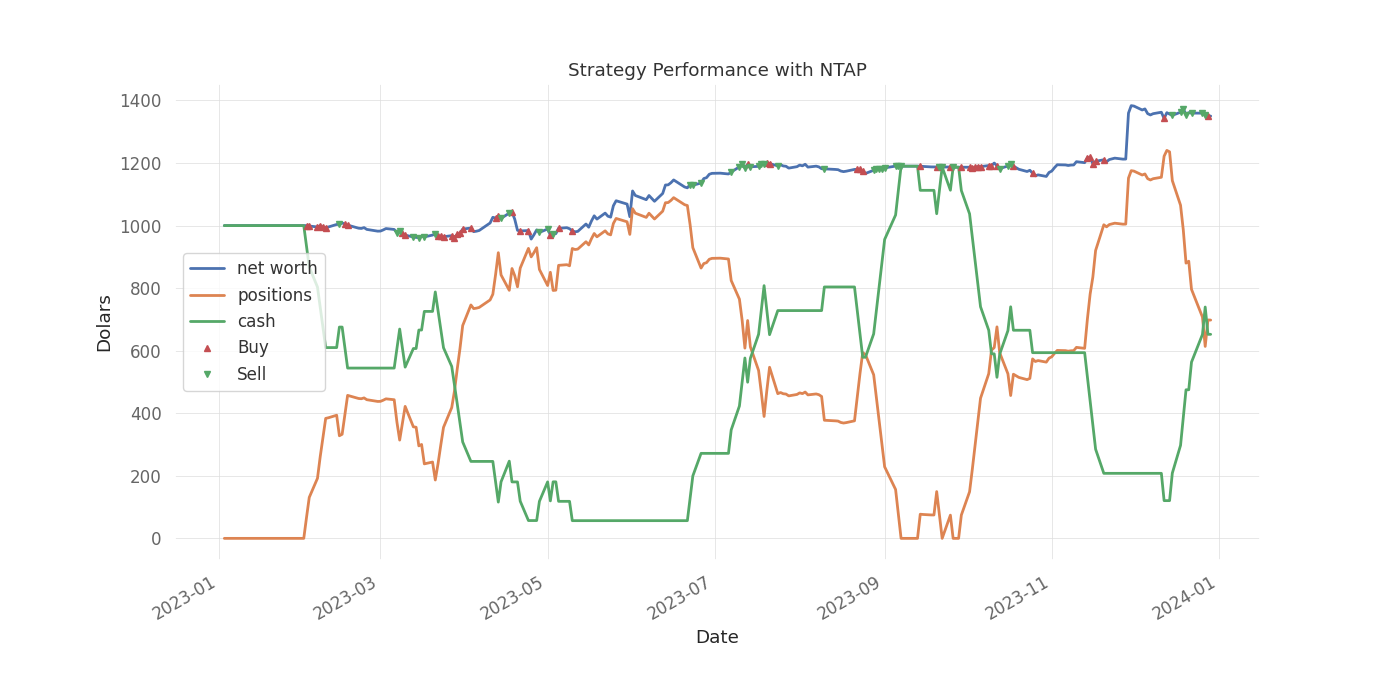 Strategy Performance with NTAP
1400
1200
1000
800
600
400
200
0
Dolars
net worth
positions
cash
Buy
Sell
2023-01
2023-03
2023-05
2023-07
2023-09
2023-11
2024-01
Date